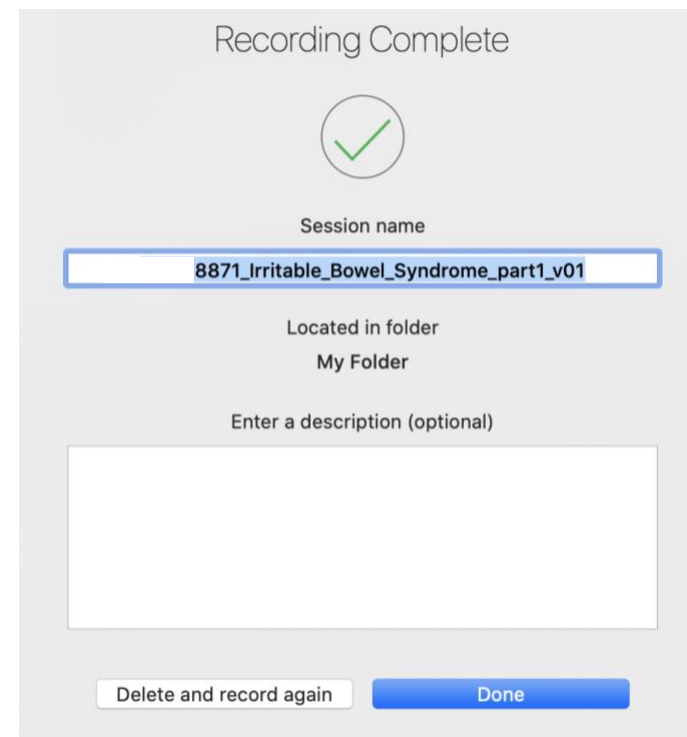 Recording Complete
Session name
8871_Irritable_Bowel_Syndrome_part1_v01
Located in folder
My Folder
Enter a description (optional)
Delete and record again
Done